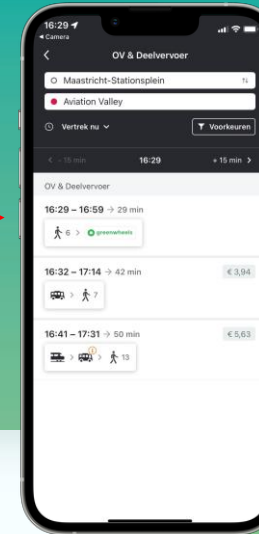 16:29
Camera
OV & Deelvervoer
Maastricht-Stationsplein
Aviation Valley
Vertrek nu
Voorkeuren
- 15 min
16:29
+ 15 min
OV & Deelvervoer
16:29 – 16:59 → 29 min
6 > greenwheels
16:32 – 17:14 → 42 min
€ 3,94
> 7
16:41 – 17:31 → 50 min
€ 5,63
> > 13